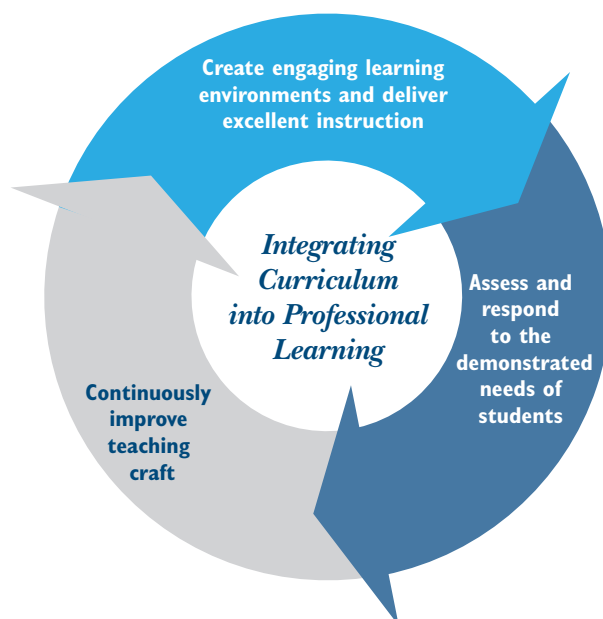 Create engaging learning
environments and deliver
excellent instruction
Integrating
Curriculum
into Professional
Learning
Assess and
respond
to the
demonstrated
needs of
students
Continuously
improve
teaching
craft